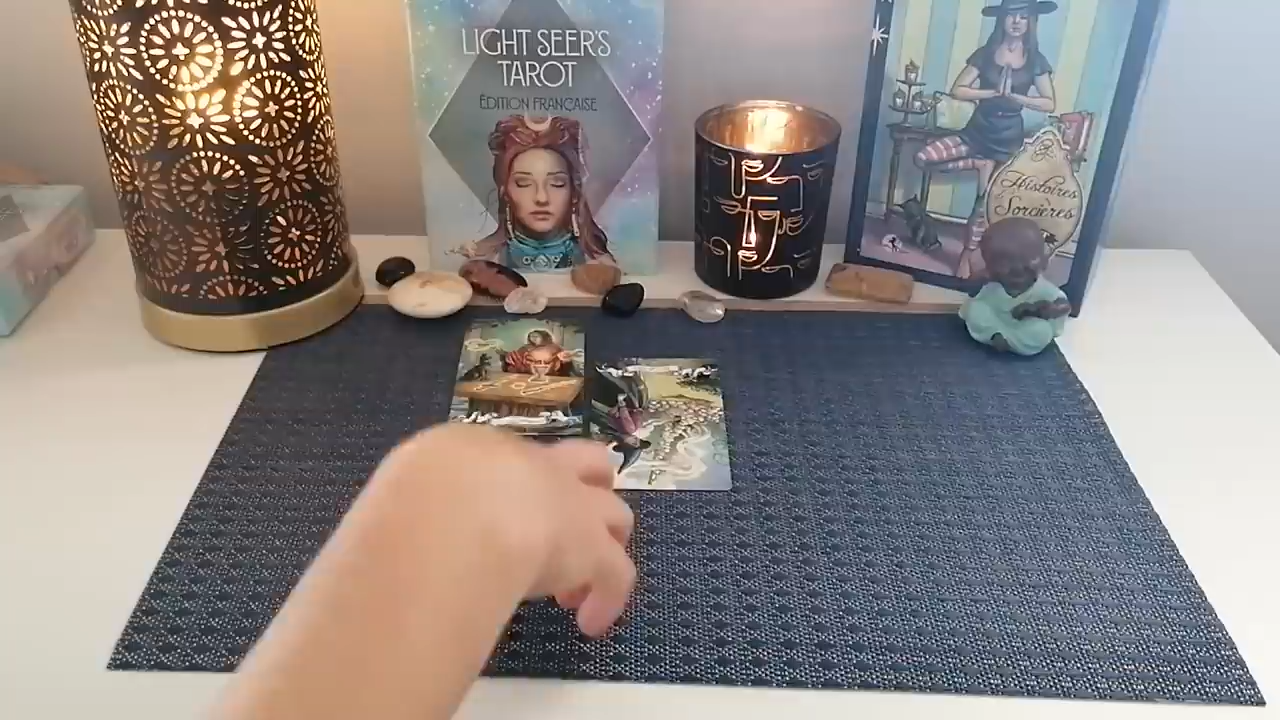 LIGHT SEER'S
TAROT
ÉDITION FRANÇAISE
Histoires
Sorcières